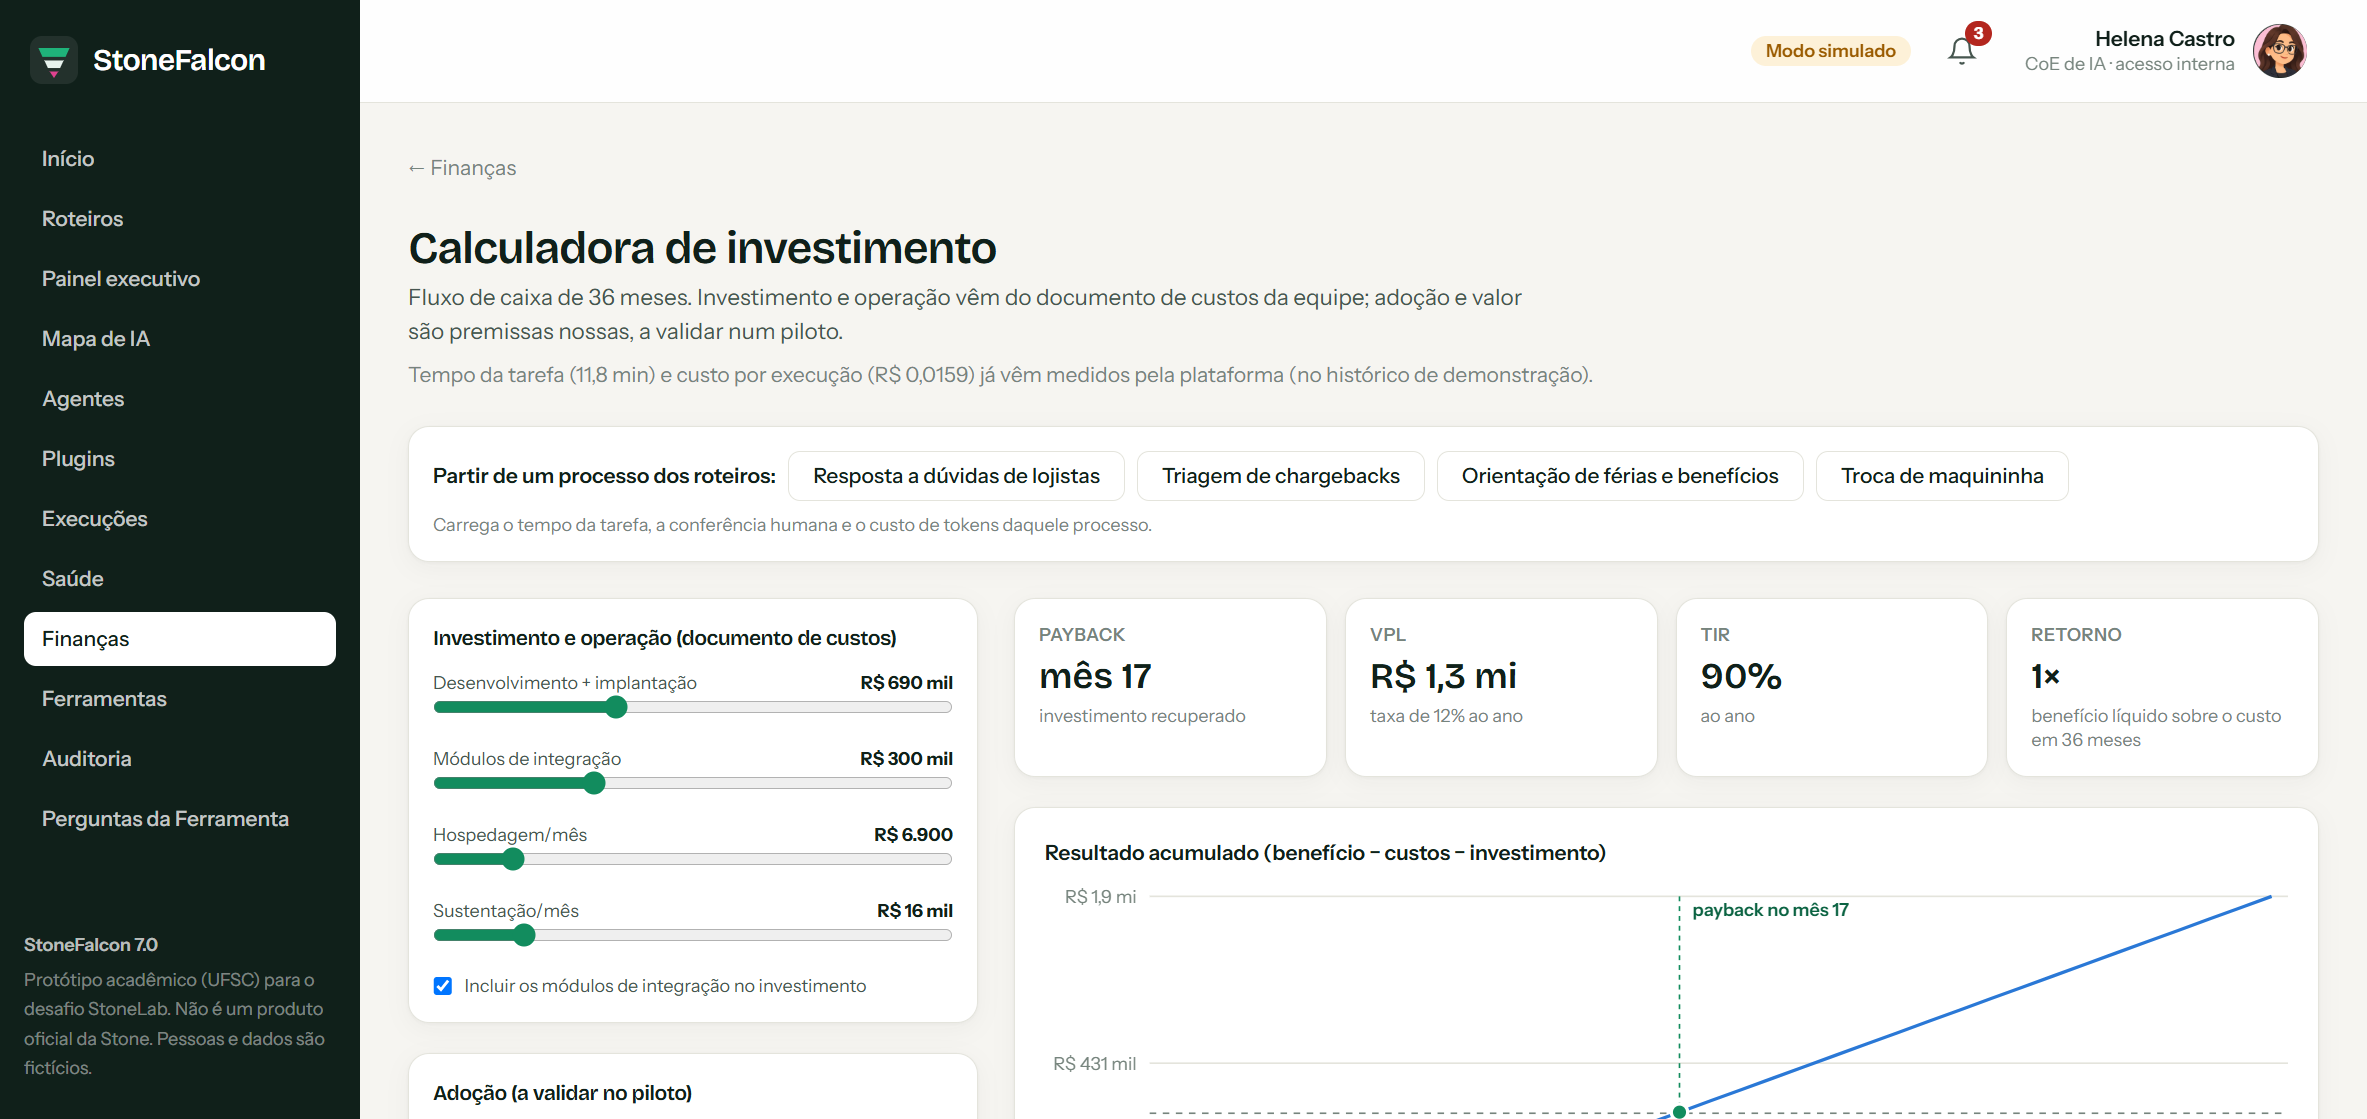 StoneFalcon
Início
Roteiros
Painel executivo
Mapa de IA
Agentes
Plugins
Execuções
Saúde
Finanças
Ferramentas
Auditoria
Perguntas da Ferramenta
StoneFalcon 7.0
Protótipo acadêmico (UFSC) para o
desafio StoneLab. Não é um produto
oficial da Stone. Pessoas e dados são
fictícios.
Modo simulado
3
Helena Castro
CoE de IA · acesso interna
← Finanças
Calculadora de investimento
Fluxo de caixa de 36 meses. Investimento e operação vêm do documento de custos da equipe; adoção e valor
são premissas nossas, a validar num piloto.
Tempo da tarefa (11,8 min) e custo por execução (R$ 0,0159) já vêm medidos pela plataforma (no histórico de demonstração).
Partir de um processo dos roteiros:
Resposta a dúvidas de lojistas
Triagem de chargebacks
Orientação de férias e benefícios
Troca de maquininha
Carrega o tempo da tarefa, a conferência humana e o custo de tokens daquele processo.
Investimento e operação (documento de custos)
Desenvolvimento + implantação R$ 690 mil
Módulos de integração R$ 300 mil
Hospedagem/mês R$ 6.900
Sustentação/mês R$ 16 mil
Incluir os módulos de integração no investimento
Adoção (a validar no piloto)
PAYBACK
mês 17
investimento recuperado
VPL
R$ 1,3 mi
taxa de 12% ao ano
TIR
90%
ao ano
RETORNO
1×
benefício líquido sobre o custo
em 36 meses
Resultado acumulado (benefício − custos − investimento)
R$ 1,9 mi
payback no mês 17
R$ 431 mil